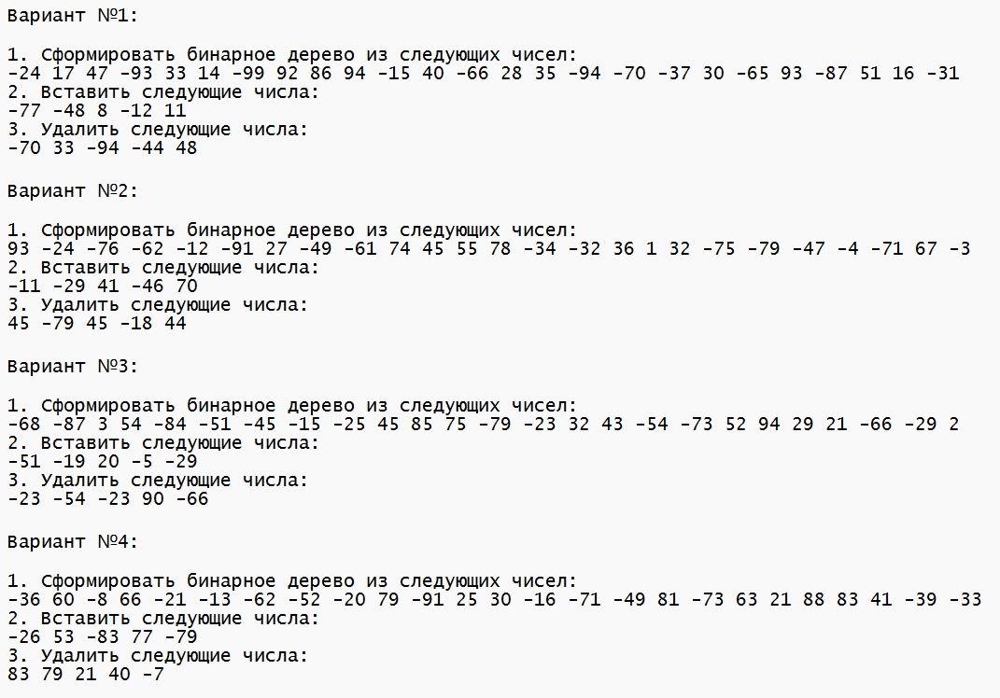 Вариант №1:
1. Сформировать бинарное дерево из следующих чисел:
-24 17 47 -93 33 14 -99 92 86 94 -15 40 -66 28 35 -94 -70 -37 30 -65 93 -87 51 16 -31
2. Вставить следующие числа:
-77 -48 8 -12 11
3. Удалить следующие числа:
-70 33 -94 -44 48
Вариант №2:
1. Сформировать бинарное дерево из следующих чисел:
93 -24 -76 -62 -12 -91 27 -49 -61 74 45 55 78 -34 -32 36 1 32 -75 -79 -47 -4 -71 67 -3
2. Вставить следующие числа:
-11 -29 41 -46 70
3. Удалить следующие числа:
45 -79 45 -18 44
Вариант №3:
1. Сформировать бинарное дерево из следующих чисел:
-68 -87 3 54 -84 -51 -45 -15 -25 45 85 75 -79 -23 32 43 -54 -73 52 94 29 21 -66 -29 2
2. Вставить следующие числа:
-51 -19 20 -5 -29
3. Удалить следующие числа:
-23 -54 -23 90 -66
Вариант №4:
1. Сформировать бинарное дерево из следующих чисел:
-36 60 -8 66 -21 -13 -62 -52 -20 79 -91 25 30 -16 -71 -49 81 -73 63 21 88 83 41 -39 -33
2. Вставить следующие числа:
-26 53 -83 77 -79
3. Удалить следующие числа:
83 79 21 40 -7